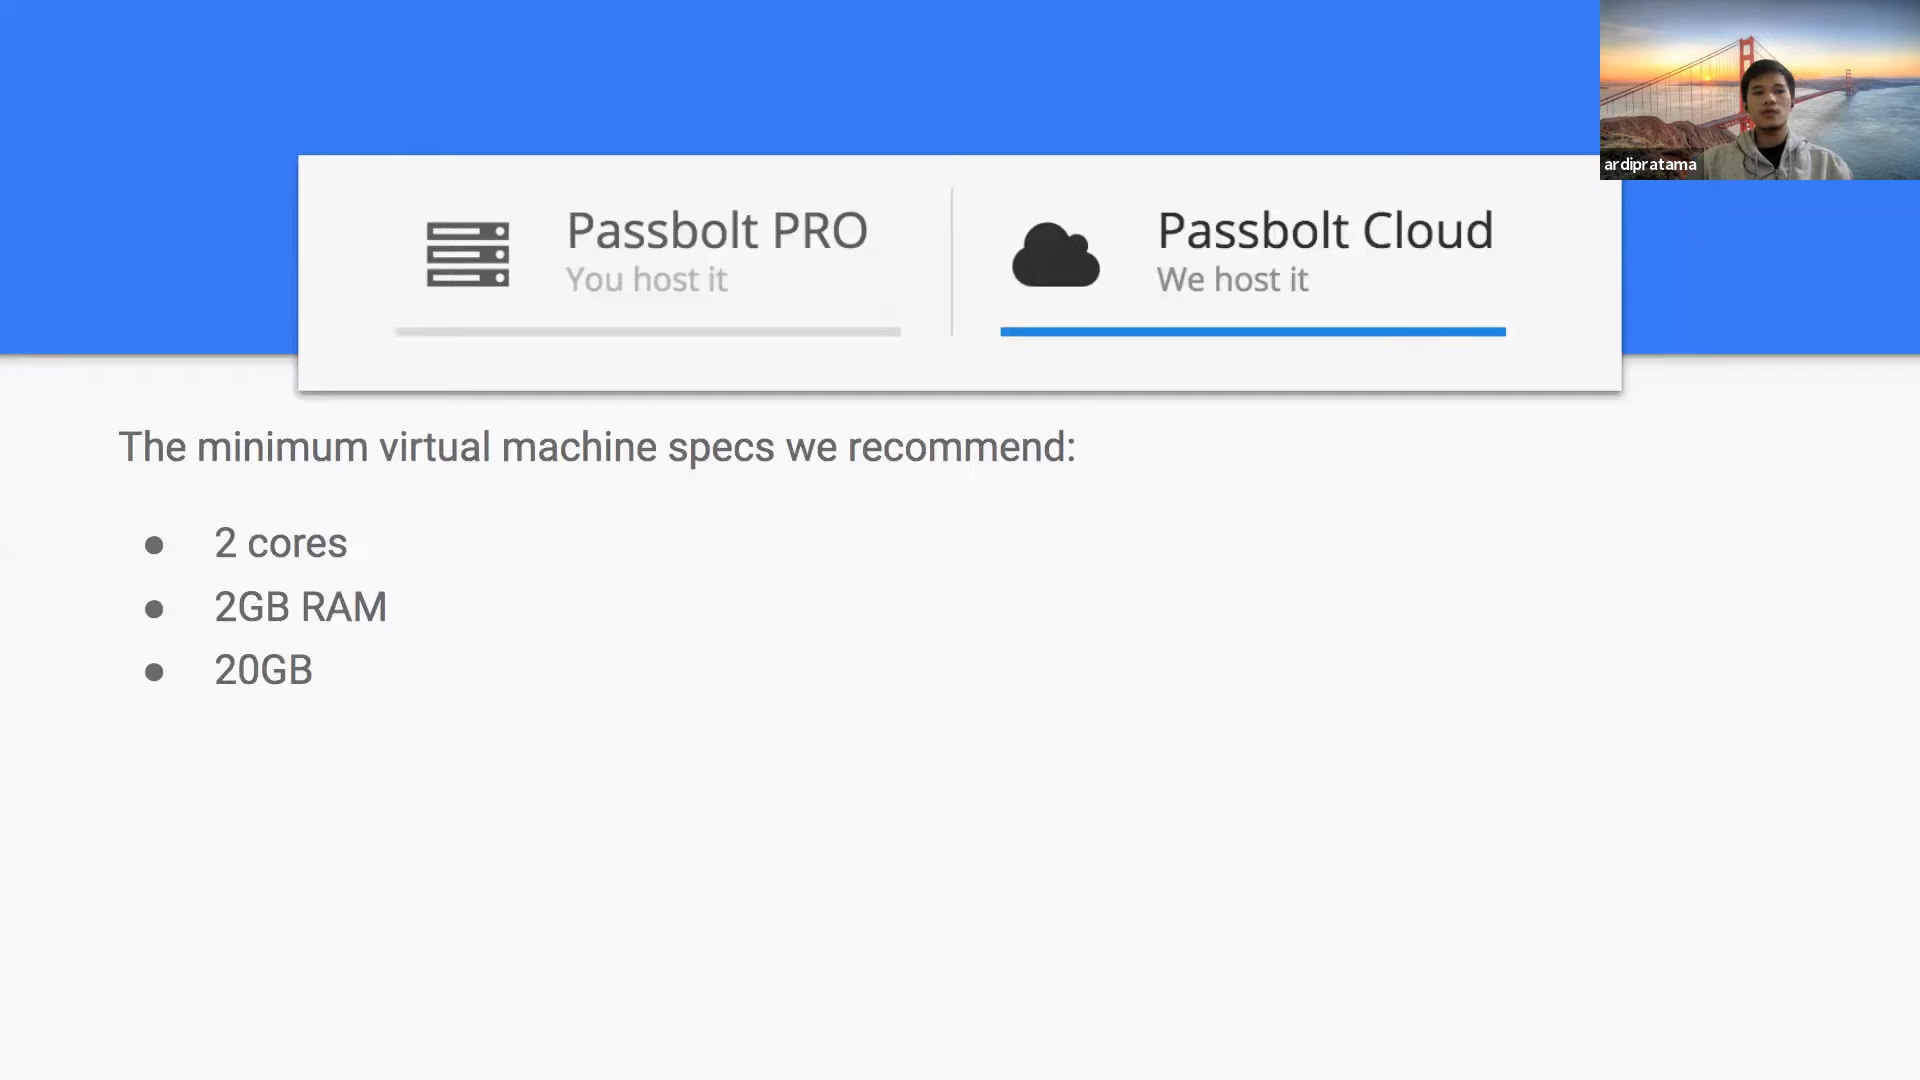 Passbolt PRO
You host it
Passbolt Cloud
We host it
ardipratama
The minimum virtual machine specs we recommend:
● 2 cores
● 2GB RAM
● 20GB